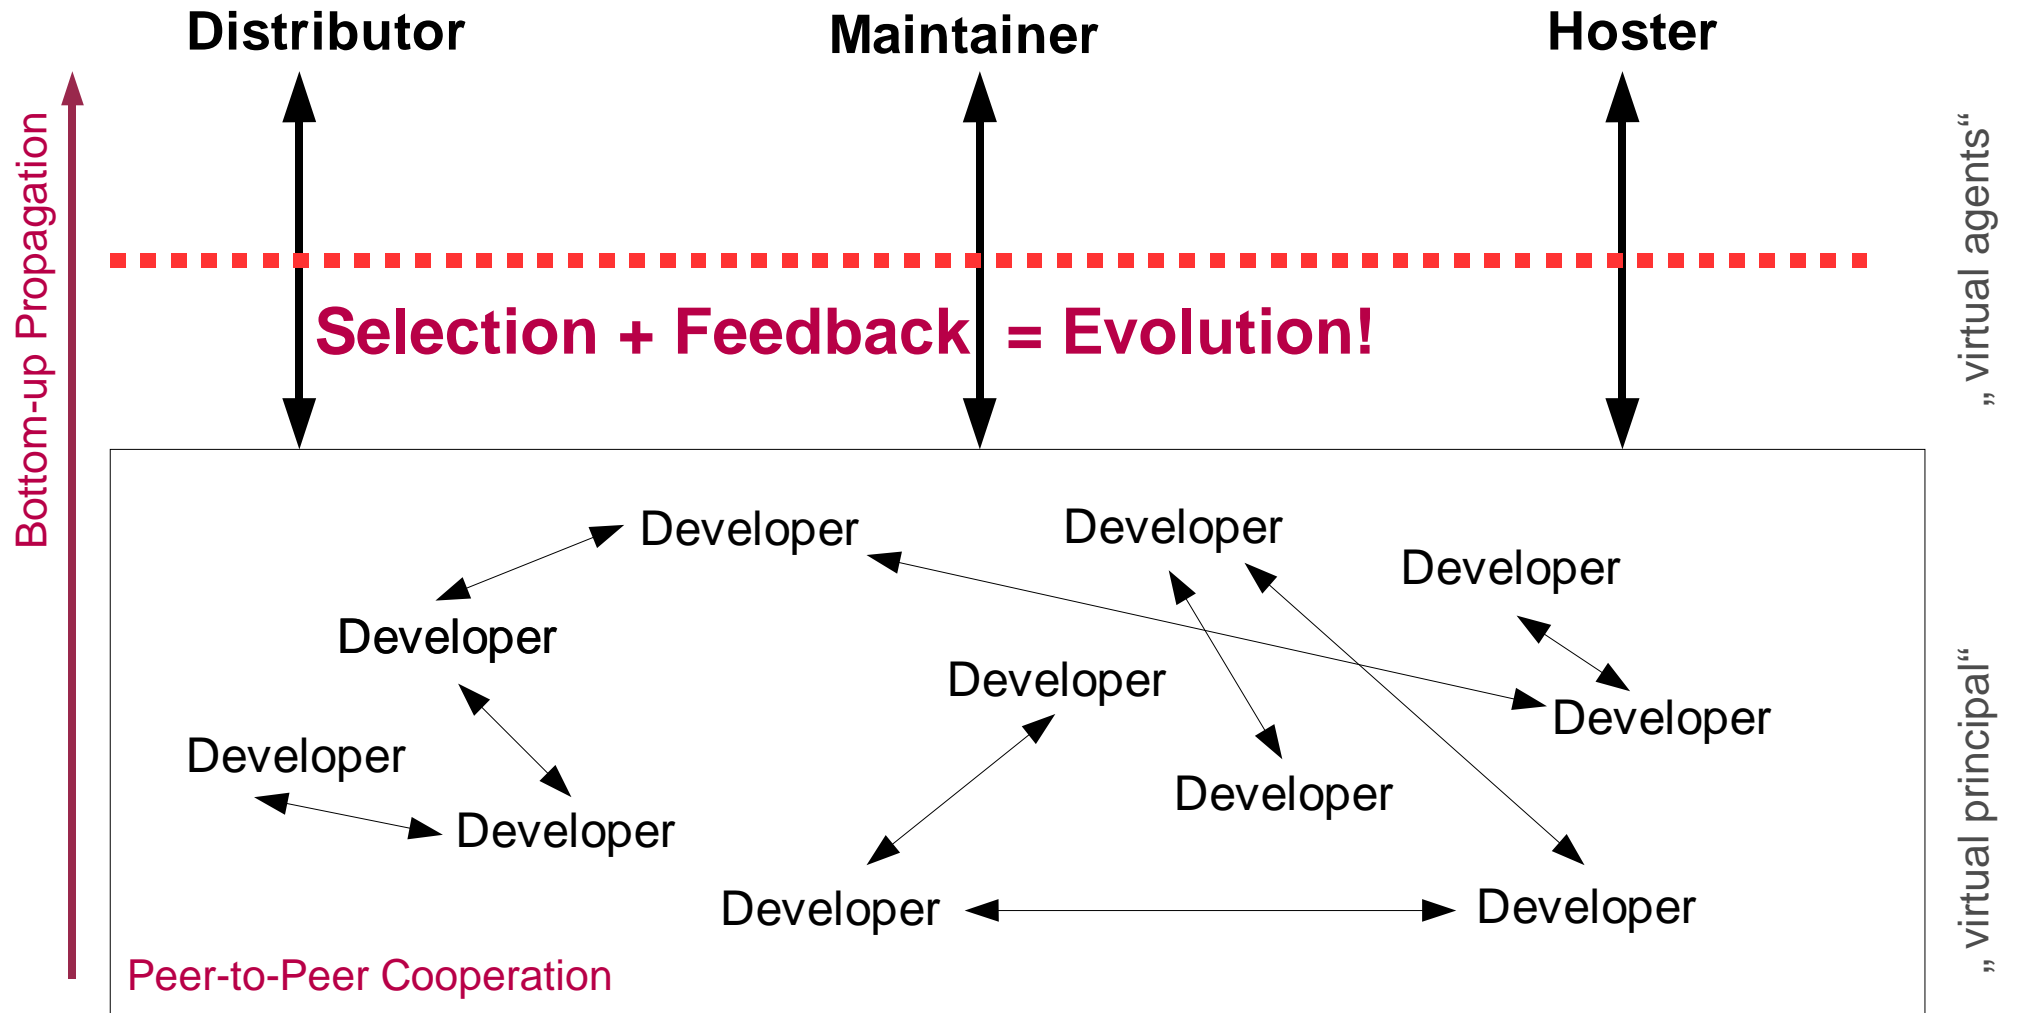 Distributor
Maintainer
Hoster
Bottom-up Propagation
„ virtual agents“
Selection + Feedback = Evolution!
Developer
Developer
Developer
Developer
Developer
Developer
Developer
Developer
Developer
Developer
Developer
„ virtual principal“
Peer-to-Peer Cooperation